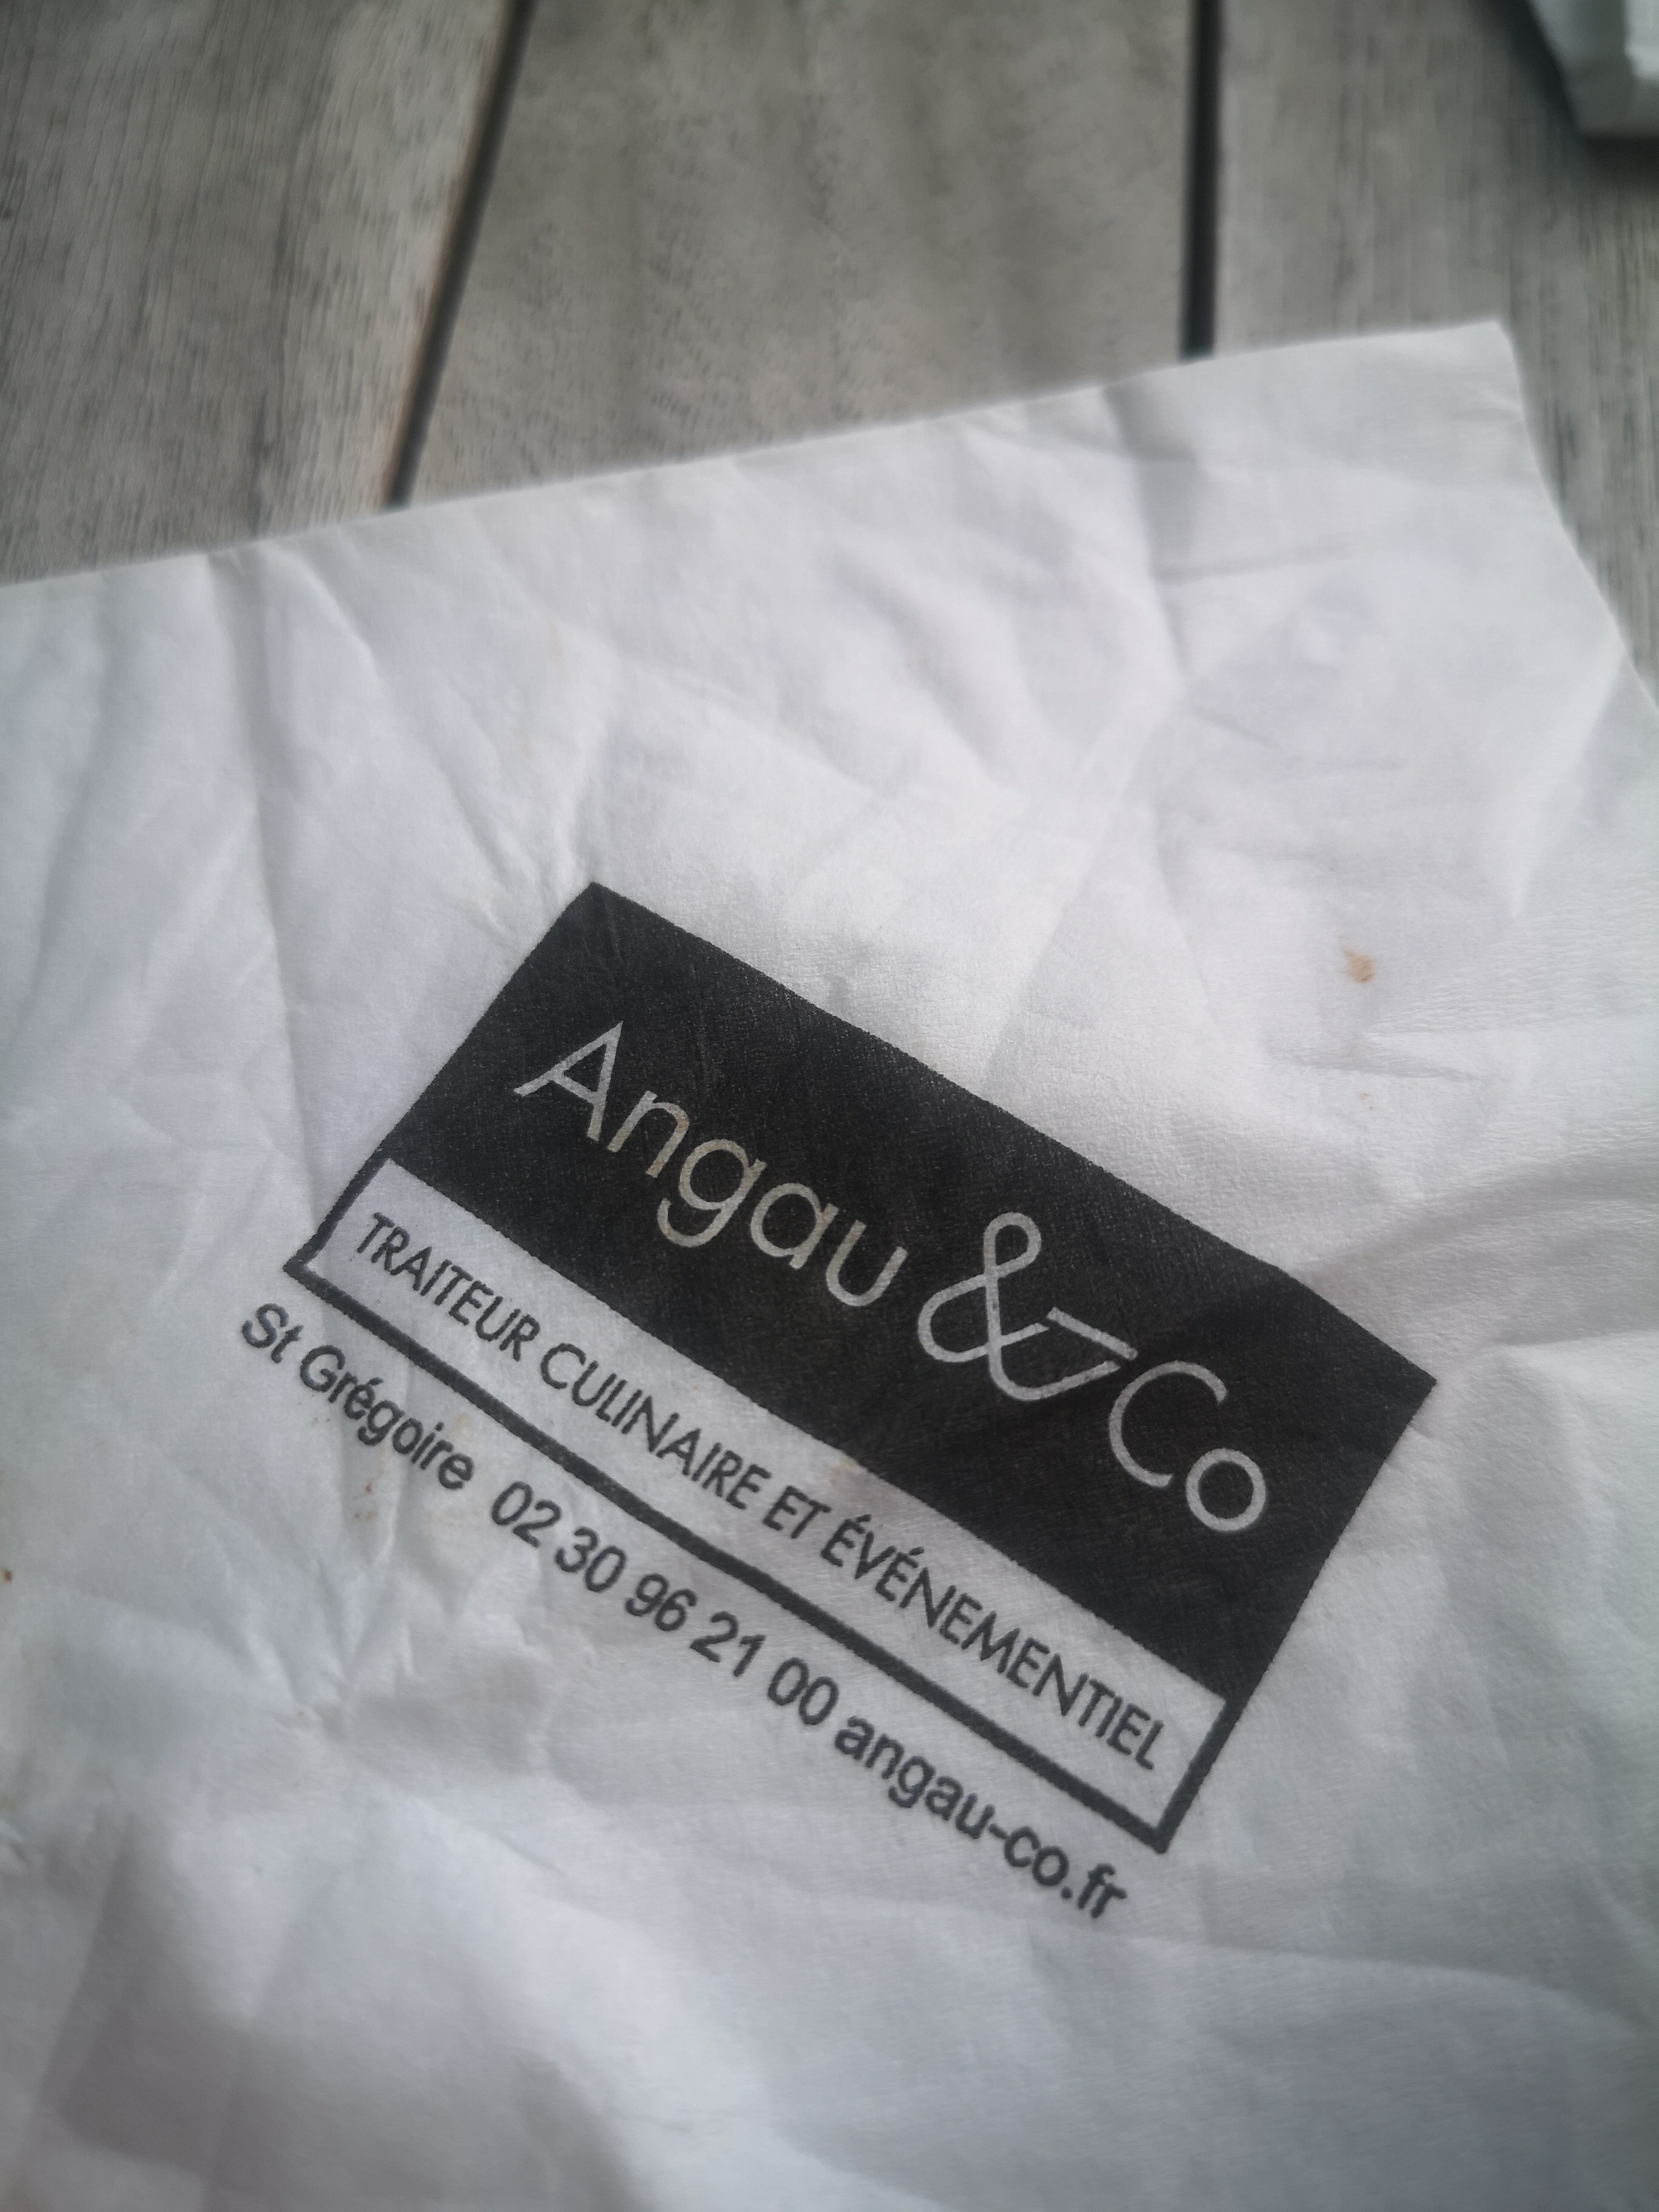 Angau & Co
TRAITEUR CULINAIRE ET ÉVÉNEMENTIEL
St Grégoire 02 30 96 21 00 angau-co.fr